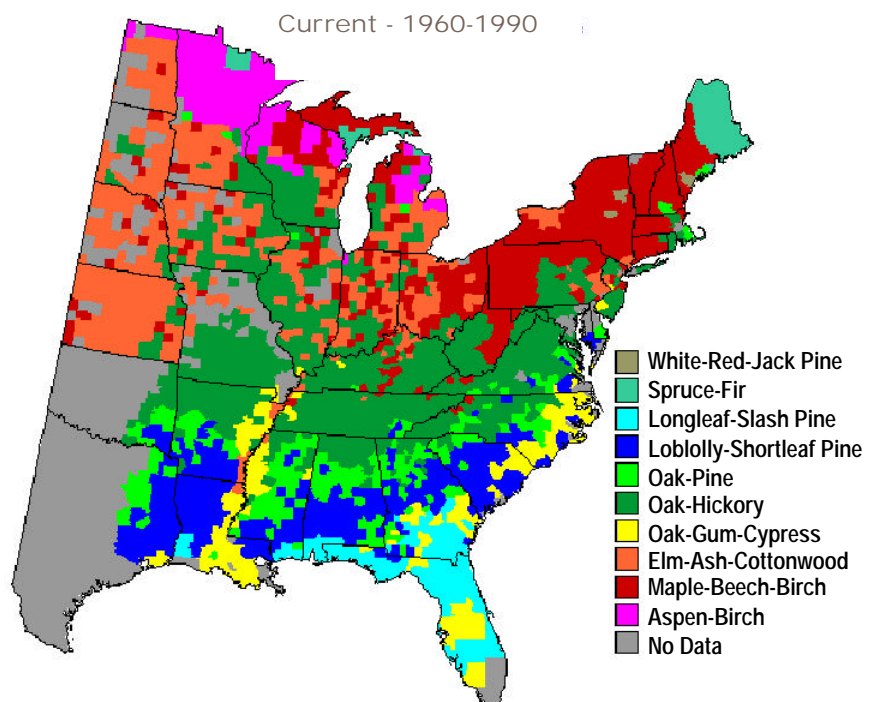 Current - 1960-1990
White-Red-Jack Pine
Spruce-Fir
Longleaf-Slash Pine
Loblolly-Shortleaf Pine
Oak-Pine
Oak-Hickory
Oak-Gum-Cypress
Elm-Ash-Cottonwood
Maple-Beech-Birch
Aspen-Birch
No Data